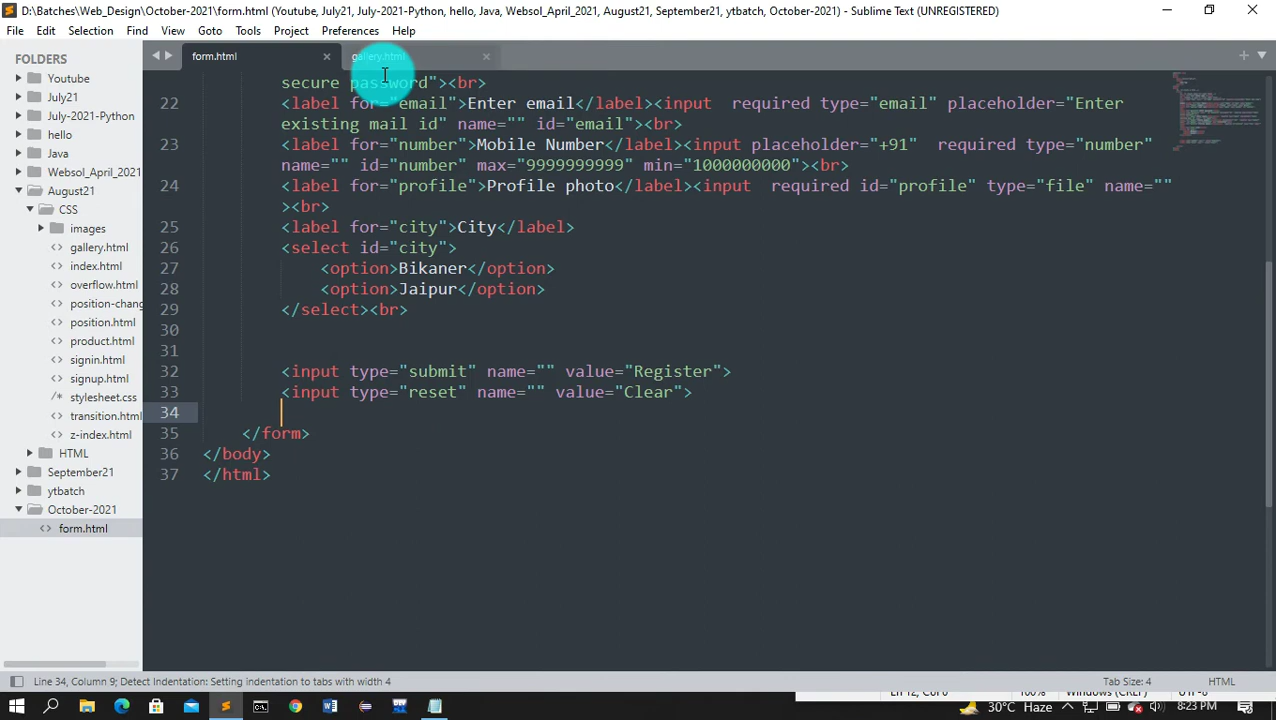 D:\Batches\Web_Design\October-2021\form.html (Youtube, July21, July-2021-Python, hello, Java, Websol_April_2021, August21, September21, ytbatch, October-2021) - Sublime Text (UNREGISTERED)
File Edit Selection Find View Goto Tools Project Preferences Help
FOLDERS
Youtube
July21
July-2021-Python
hello
Java
Websol_April_2021
August21
CSS
images
gallery.html
index.html
overflow.html
position-chang
position.html
product.html
signin.html
signup.html
stylesheet.css
transition.html
z-index.html
HTML
September21
ytbatch
October-2021
form.html
form.html gallery.html
secure password"><br>
22 <label for="email">Enter email</label><input  required type="email" placeholder="Enter
existing mail id" name="" id="email"><br>
23 <label for="number">Mobile Number</label><input placeholder="+91"  required type="number"
name="" id="number" max="9999999999" min="1000000000"><br>
24 <label for="profile">Profile photo</label><input  required id="profile" type="file" name=""
><br>
25 <label for="city">City</label>
26 <select id="city">
27 <option>Bikaner</option>
28 <option>Jaipur</option>
29 </select><br>
30
31
32 <input type="submit" name="" value="Register">
33 <input type="reset" name="" value="Clear">
34
35 </form>
36 </body>
37 </html>
Line 34, Column 9; Detect Indentation: Setting indentation to tabs with width 4
Tab Size: 4 HTML
30°C Haze
8:23 PM